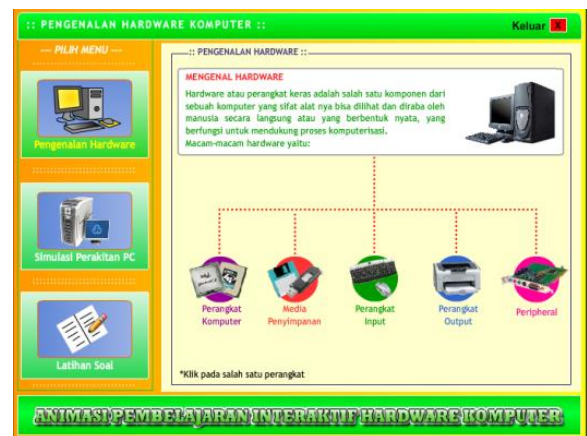 :: PENGENALAN HARDWARE KOMPUTER ::
Keluar X
--- PILIH MENU ---
Pengenalan Hardware
Simulasi Perakitan PC
Latihan Soal
:: PENGENALAN HARDWARE ::
MENGENAL HARDWARE
Hardware atau perangkat keras adalah salah satu komponen dari
sebuah komputer yang sifat alat nya bisa dilihat dan diraba oleh
manusia secara langsung atau yang berbentuk nyata, yang
berfungsi untuk mendukung proses komputerisasi.
Macam-macam hardware yaitu:
Perangkat
Komputer
Media
Penyimpanan
Perangkat
Input
Perangkat
Output
Peripheral
*Klik pada salah satu perangkat
ANIMASI PEMBELAJARAN INTERAKTIF HARDWARE KOMPUTER